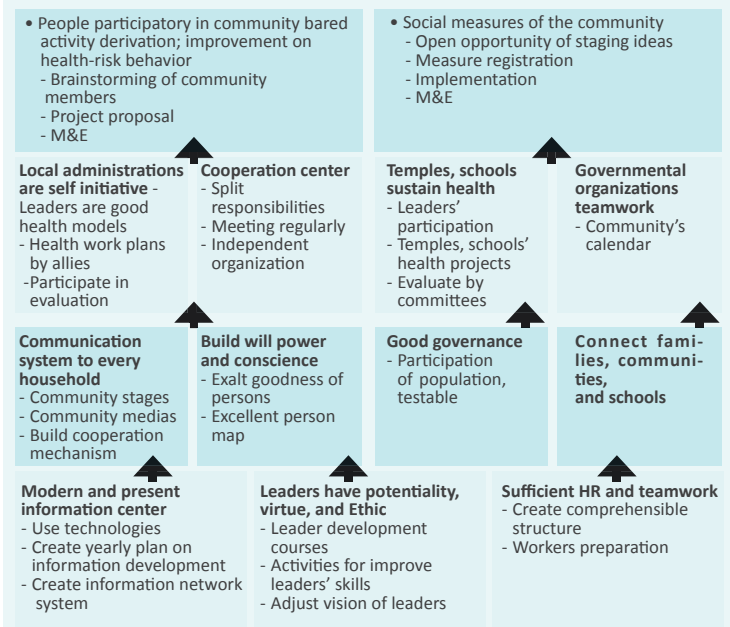 • People participatory in community bared
activity derivation; improvement on
health-risk behavior
- Brainstorming of community
members
- Project proposal
- M&E
• Social measures of the community
- Open opportunity of staging ideas
- Measure registration
- Implementation
- M&E
Local administrations
are self initiative -
Leaders are good
health models
- Health work plans
by allies
-Participate in
evaluation
Cooperation center
- Split
responsibilities
- Meeting regularly
- Independent
organization
Temples, schools
sustain health
- Leaders'
participation
- Temples, schools'
health projects
- Evaluate by
committees
Governmental
organizations
teamwork
- Community's
calendar
Communication
system to every
household
- Community stages
- Community medias
- Build cooperation
mechanism
Build will power
and conscience
- Exalt goodness of
persons
- Excellent person
map
Good governance
- Participation
of population,
testable
Connect fami-
lies, communi-
ties,
and schools
Modern and present
information center
- Use technologies
- Create yearly plan on
information development
- Create information network
system
Leaders have potentiality,
virtue, and Ethic
- Leader development
courses
- Activities for improve
leaders' skills
- Adjust vision of leaders
Sufficient HR and teamwork
- Create comprehensible
structure
- Workers preparation